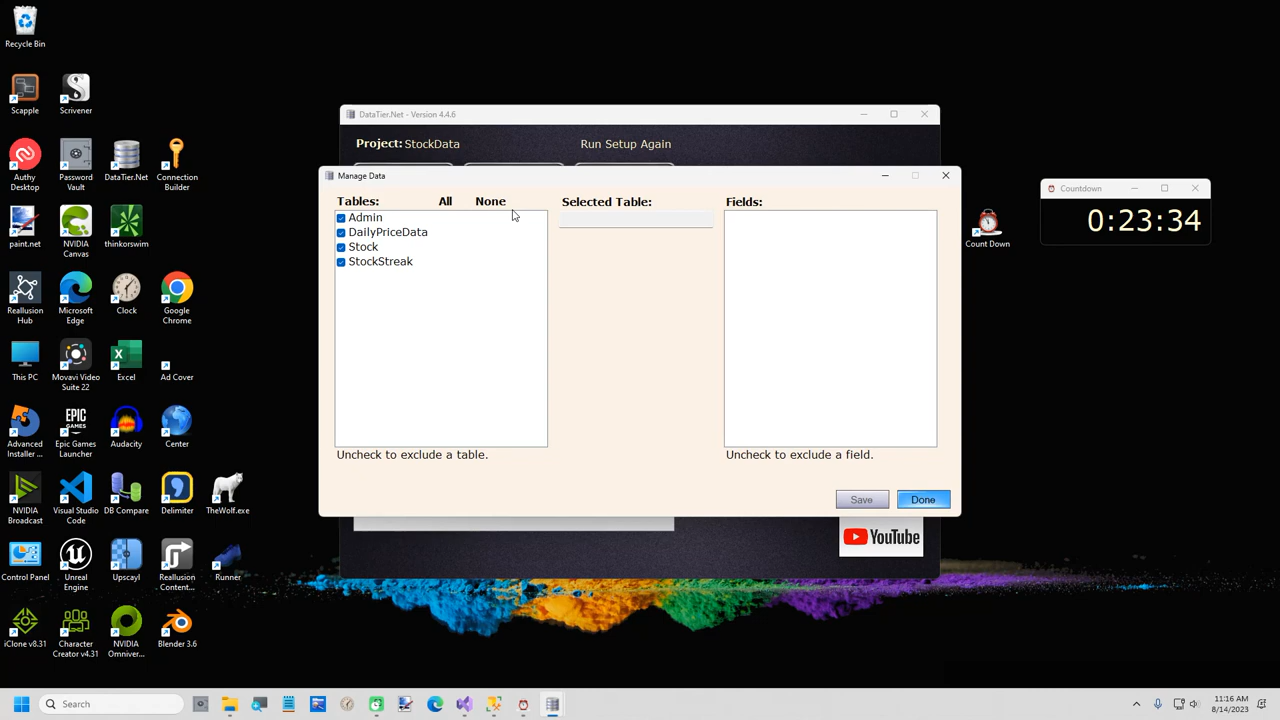 Recycle Bin
Scapple
Scrivener
Authy Desktop
Password Vault
DataTier.Net
Connection Builder
paint.net
NVIDIA Canvas
thinkorswim
Reallusion Hub
Microsoft Edge
Clock
Google Chrome
This PC
Movavi Video Suite 22
Excel
Ad Cover
Advanced Installer ...
Epic Games Launcher
Audacity
Center
NVIDIA Broadcast
Visual Studio Code
DB Compare
Delimiter
TheWolf.exe
Control Panel
Unreal Engine
Upscayl
Reallusion Content...
Runner
iClone v8.31
Character Creator v4.31
NVIDIA Omniver...
Blender 3.6
DataTier.Net - Version 4.4.6
Project: StockData
Run Setup Again
Manage Data
Tables: All None
Selected Table:
Fields:
Admin
DailyPriceData
Stock
StockStreak
Uncheck to exclude a table.
Uncheck to exclude a field.
Save
Done
YouTube
Count Down
Countdown
0:23:34
Search
11:16 AM
8/14/2023